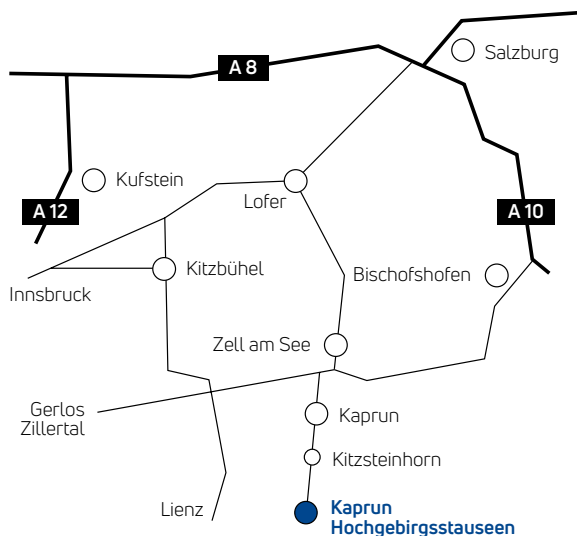 Salzburg
A 8
Kufstein
Lofer
A 12
A 10
Kitzbühel
Bischofshofen
Innsbruck
Zell am See
Gerlos
Zillertal
Kaprun
Kitzsteinhorn
Lienz
Kaprun
Hochgebirgsstauseen